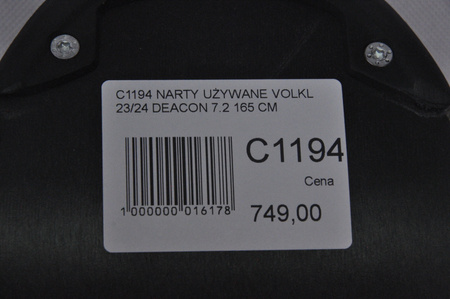 C1194 NARTY UŻYWANE VOLKL
23/24 DEACON 7.2 165 CM
C1194
Cena
1 000000 016178
749,00